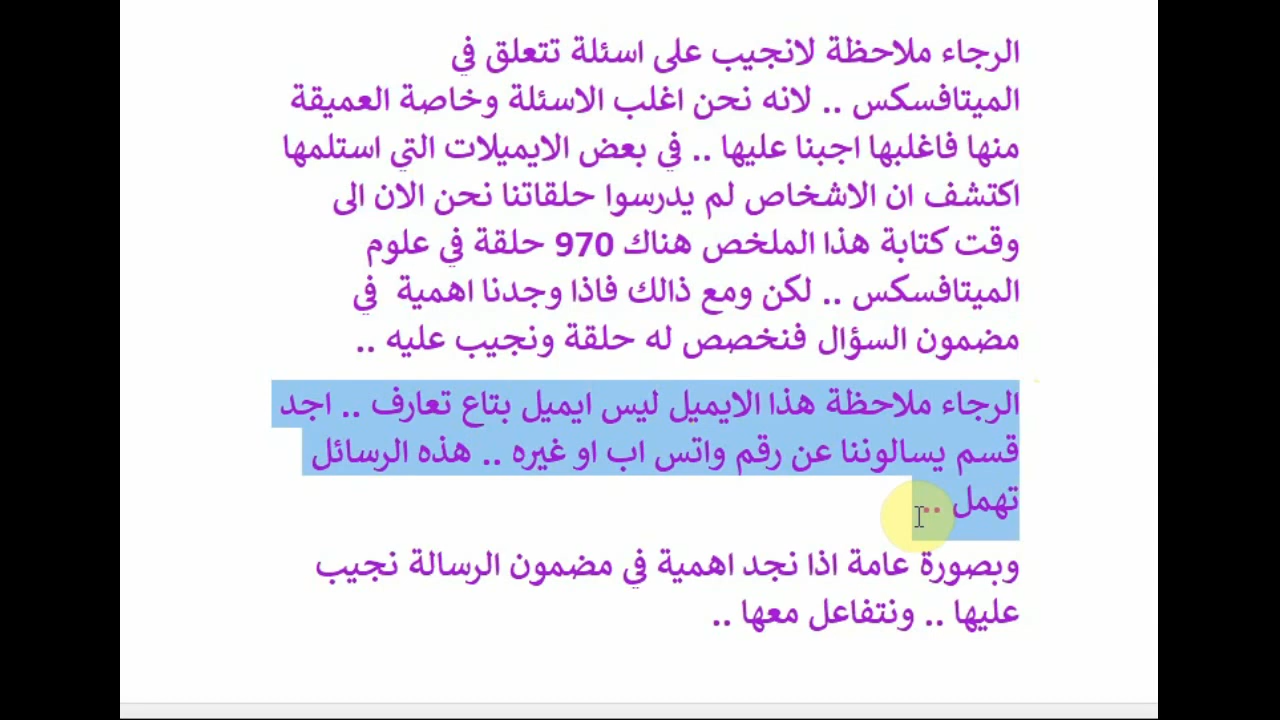 الرجاء ملاحظة لانجيب على اسئلة تتعلق في
الميتافسكس .. لانه نحن اغلب الاسئلة وخاصة العميقة
منها فاغلبها اجبنا عليها .. في بعض الايميلات التي استلمها
اكتشف ان الاشخاص لم يدرسوا حلقاتنا نحن الان الى
وقت كتابة هذا الملخص هناك 970 حلقة في علوم
الميتافسكس .. لكن ومع ذالك فاذا وجدنا اهمية في
مضمون السؤال فنخصص له حلقة ونجيب عليه ..
الرجاء ملاحظة هذا الايميل ليس ايميل بتاع تعارف .. اجد
قسم يسالوننا عن رقم واتس اب او غيره .. هذه الرسائل
تهمل ..
وبصورة عامة اذا نجد اهمية في مضمون الرسالة نجيب
عليها .. ونتفاعل معها ..